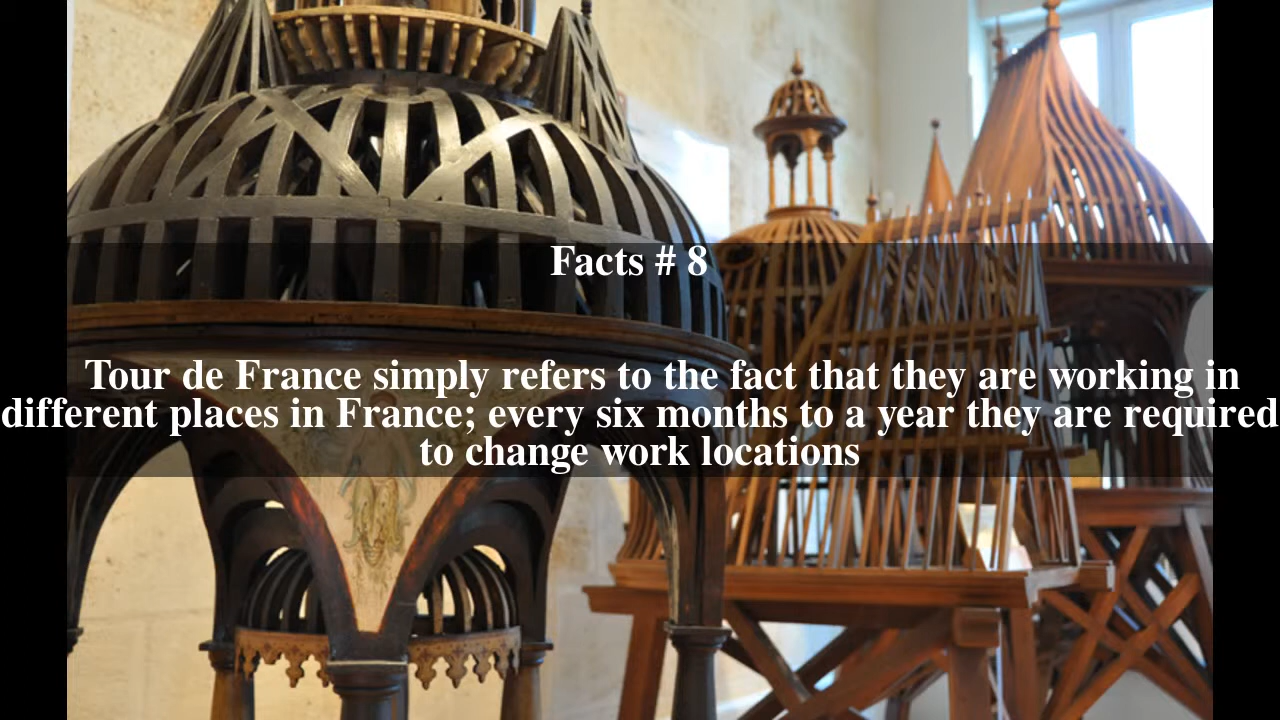 Facts # 8
Tour de France simply refers to the fact that they are working in
different places in France; every six months to a year they are required
to change work locations